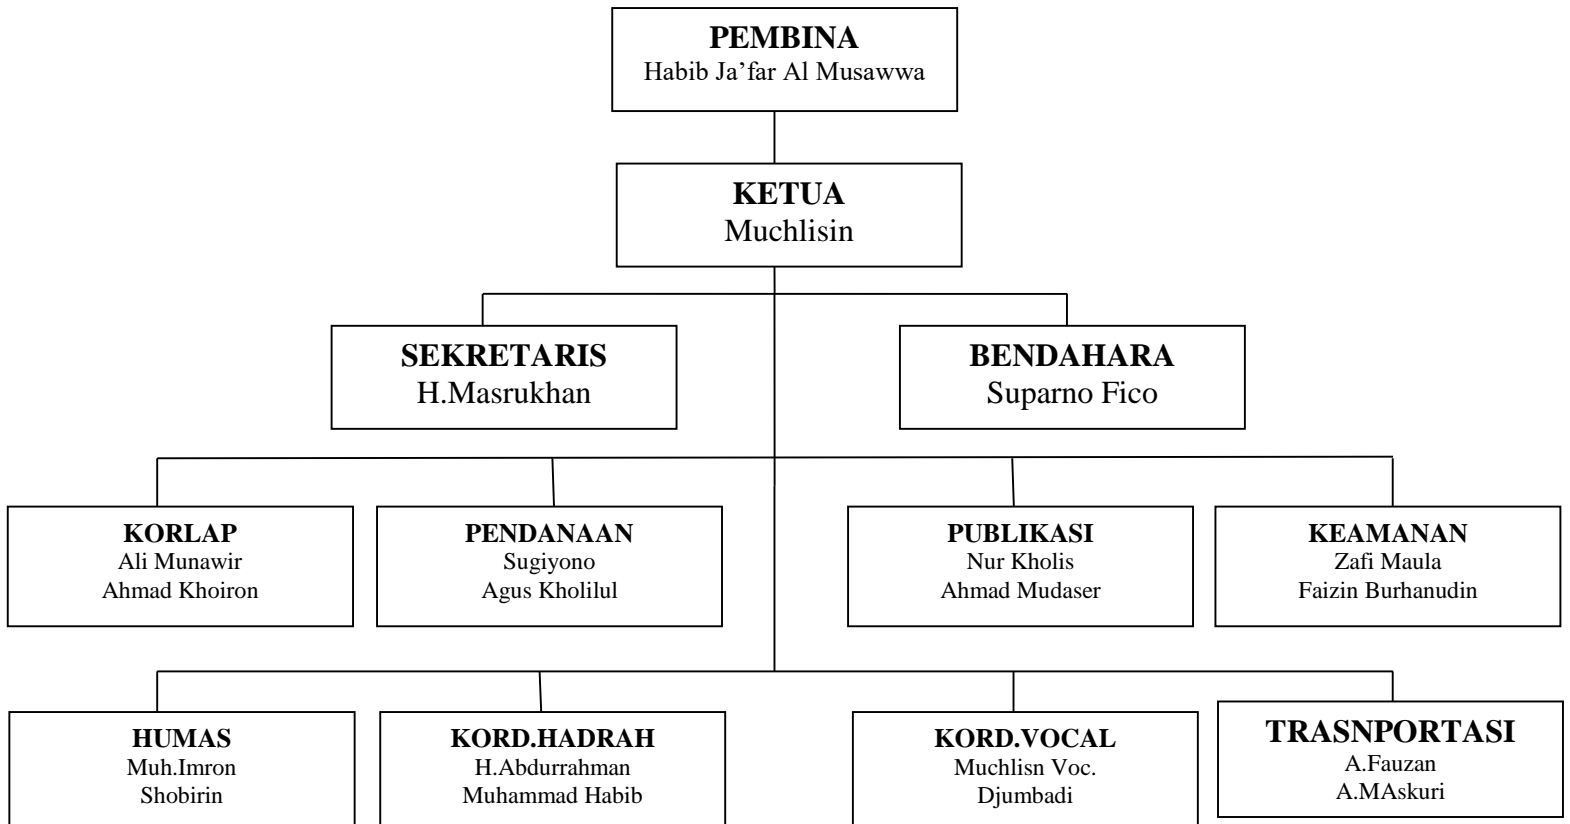 PEMBINA
Habib Ja’far Al Musawwa
KETUA
Muchlisin
SEKRETARIS
H.Masrukhan
BENDAHARA
Suparno Fico
KORLAP
Ali Munawir
Ahmad Khoiron
PENDANAAN
Sugiyono
Agus Kholilul
PUBLIKASI
Nur Kholis
Ahmad Mudaser
KEAMANAN
Zafi Maula
Faizin Burhanudin
HUMAS
Muh.Imron
Shobirin
KORD.HADRAH
H.Abdurrahman
Muhammad Habib
KORD.VOCAL
Muchlisn Voc.
Djumbadi
TRASNPORTASI
A.Fauzan
A.MAskuri